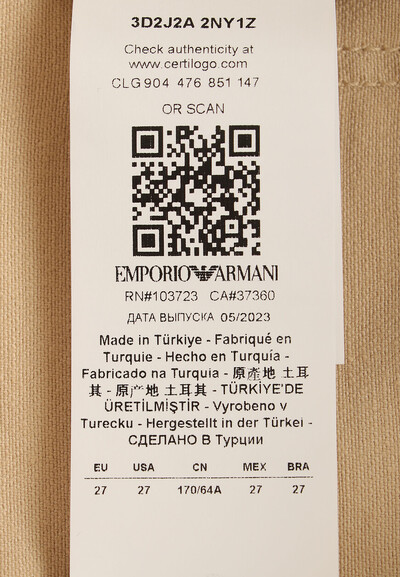 3D2J2A 2NY1Z
Check authenticity at
www.certilogo.com
CLG 904 476 851 147
OR SCAN
EMPORIO ARMANI
RN#103723 CA#37360
ДАТА ВЫПУСКА 05/2023
Made in Türkiye - Fabriqué en
Turquie - Hecho en Turquía -
Fabricado na Turquia - 原產地 土耳
其 - 原产地 土耳其 - TÜRKİYE'DE
ÜRETİLMİŞTİR - Vyrobeno v
Turecku - Hergestellt in der Türkei -
СДЕЛАНО В Турции
EU USA CN MEX BRA
27 27 170/64A 27 27